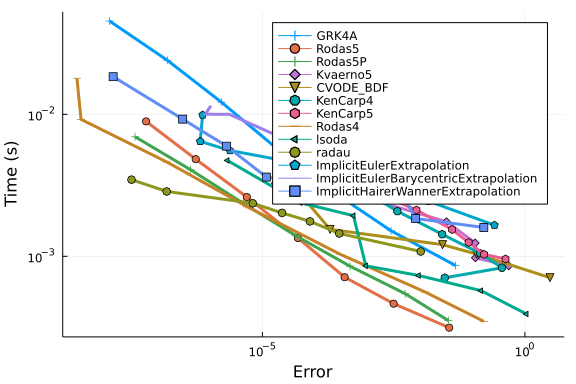 GRK4A
Rodas5
Rodas5P
Kvaerno5
CVODE_BDF
KenCarp4
KenCarp5
Rodas4
lsoda
radau
ImplicitEulerExtrapolation
ImplicitEulerBarycentricExtrapolation
ImplicitHairerWannerExtrapolation
Time (s)
10⁻²
10⁻³
10⁻⁵
10⁰
Error